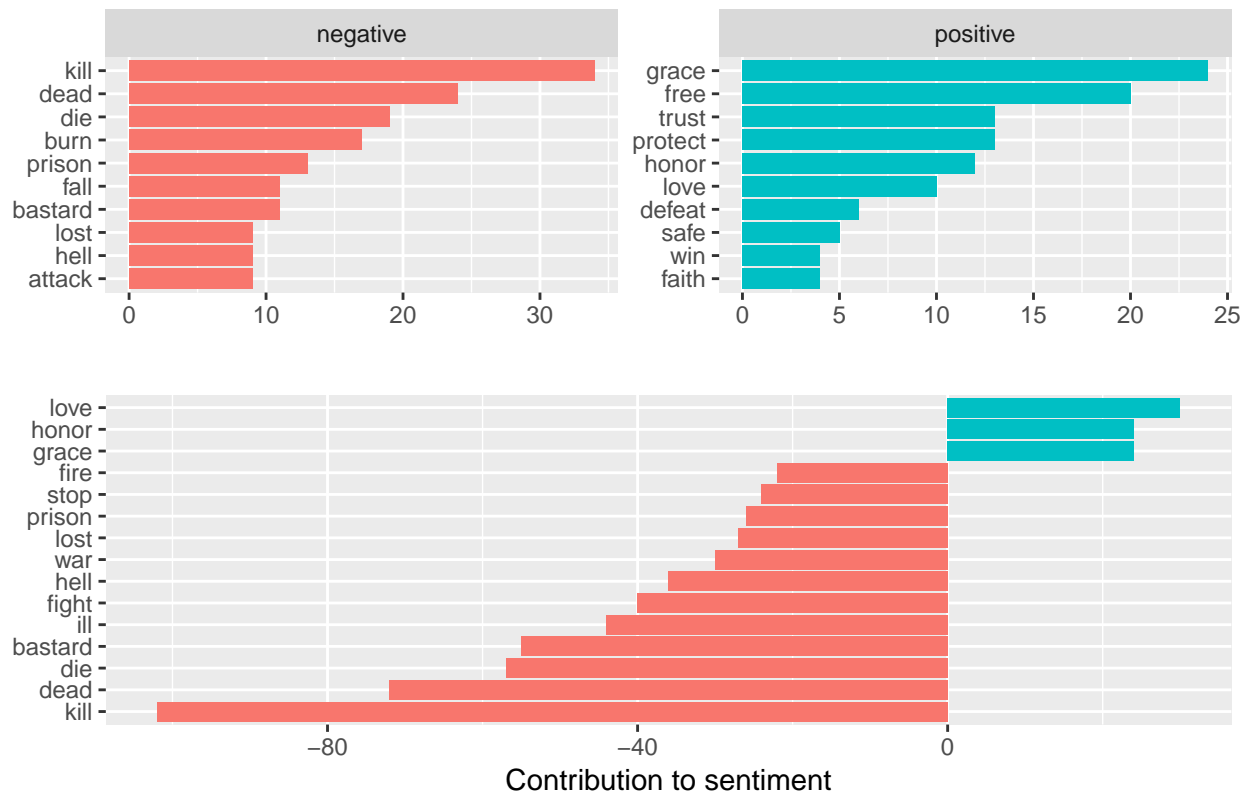 negative
kill
dead
die
burn
prison
fall
bastard
lost
hell
attack
0 10 20 30
positive
grace
free
trust
protect
honor
love
defeat
safe
win
faith
0 5 10 15 20 25
love
honor
grace
fire
stop
prison
lost
war
hell
fight
ill
bastard
die
dead
kill
−80 −40 0
Contribution to sentiment